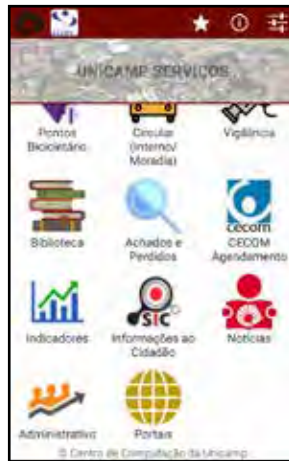 UNICAMP SERVIÇOS
Pontos
Bicicletário
Circular
(Interno/
Moradia)
Vigilância
Biblioteca
Achados e
Perdidos
cecom
CECOM
Agendamento
Indicadores
SIC
Informações ao
Cidadão
Notícias
Administrativo
Portais
© Centro de Computação da Unicamp